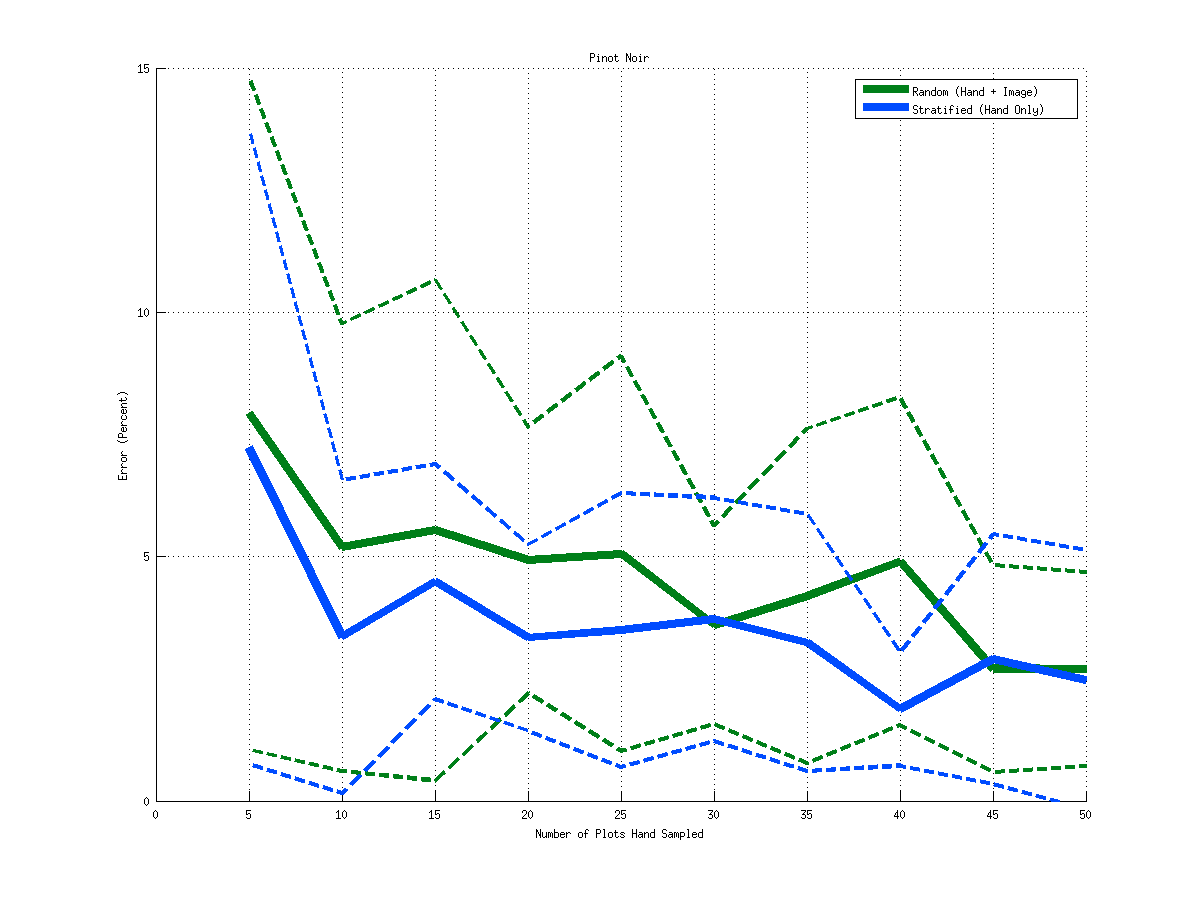 Pinot Noir
Random (Hand + Image)
Stratified (Hand Only)
Error (Percent)
15
10
5
0
0 5 10 15 20 25 30 35 40 45 50
Number of Plots Hand Sampled